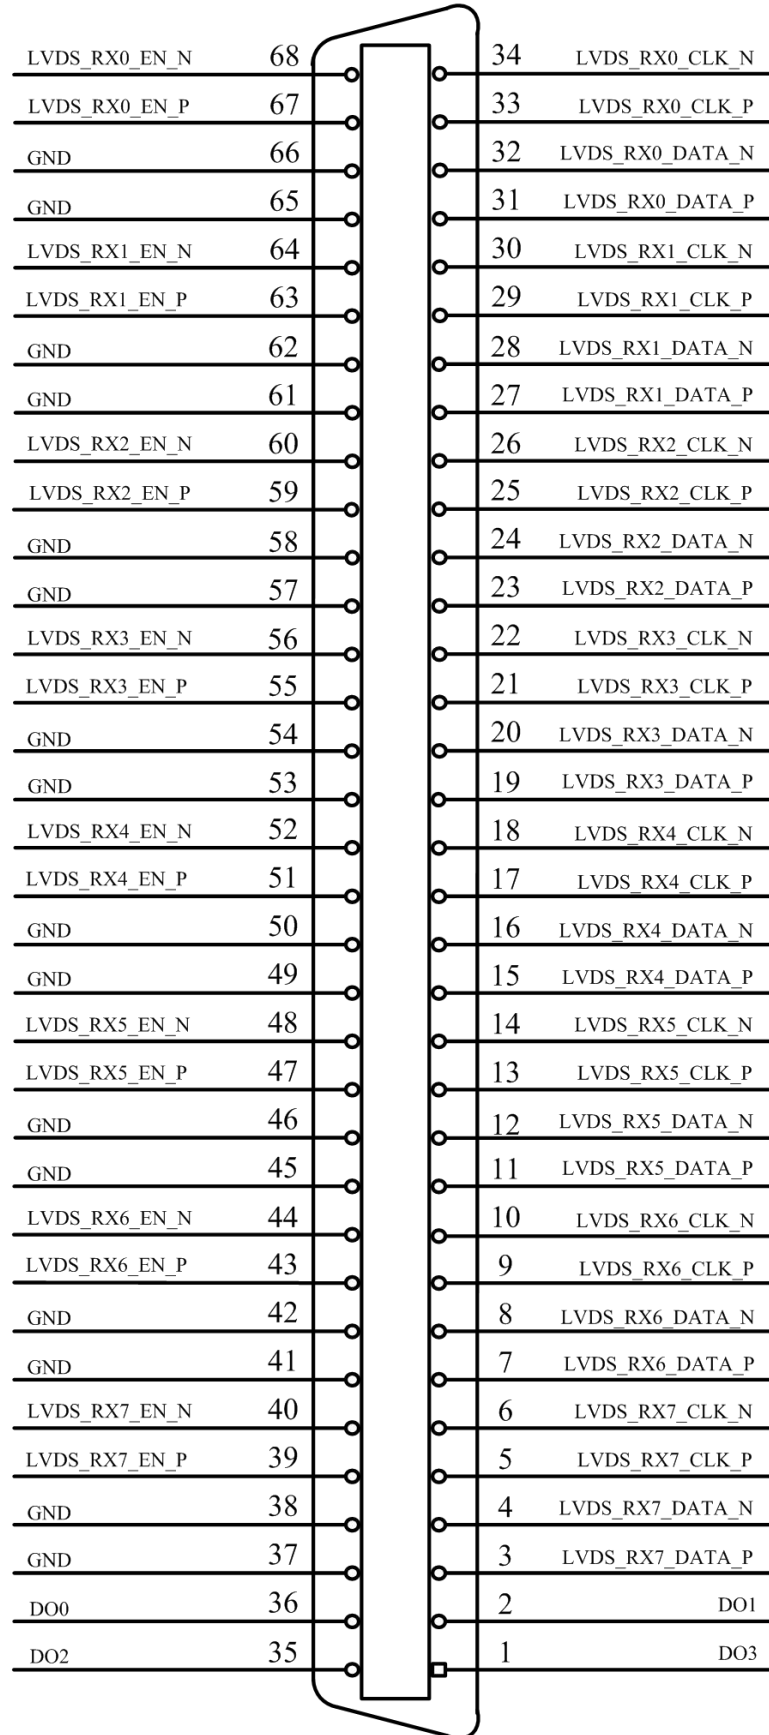 LVDS_RX0_EN_N 68 34 LVDS_RX0_CLK_N
LVDS_RX0_EN_P 67 33 LVDS_RX0_CLK_P
GND 66 32 LVDS_RX0_DATA_N
GND 65 31 LVDS_RX0_DATA_P
LVDS_RX1_EN_N 64 30 LVDS_RX1_CLK_N
LVDS_RX1_EN_P 63 29 LVDS_RX1_CLK_P
GND 62 28 LVDS_RX1_DATA_N
GND 61 27 LVDS_RX1_DATA_P
LVDS_RX2_EN_N 60 26 LVDS_RX2_CLK_N
LVDS_RX2_EN_P 59 25 LVDS_RX2_CLK_P
GND 58 24 LVDS_RX2_DATA_N
GND 57 23 LVDS_RX2_DATA_P
LVDS_RX3_EN_N 56 22 LVDS_RX3_CLK_N
LVDS_RX3_EN_P 55 21 LVDS_RX3_CLK_P
GND 54 20 LVDS_RX3_DATA_N
GND 53 19 LVDS_RX3_DATA_P
LVDS_RX4_EN_N 52 18 LVDS_RX4_CLK_N
LVDS_RX4_EN_P 51 17 LVDS_RX4_CLK_P
GND 50 16 LVDS_RX4_DATA_N
GND 49 15 LVDS_RX4_DATA_P
LVDS_RX5_EN_N 48 14 LVDS_RX5_CLK_N
LVDS_RX5_EN_P 47 13 LVDS_RX5_CLK_P
GND 46 12 LVDS_RX5_DATA_N
GND 45 11 LVDS_RX5_DATA_P
LVDS_RX6_EN_N 44 10 LVDS_RX6_CLK_N
LVDS_RX6_EN_P 43 9 LVDS_RX6_CLK_P
GND 42 8 LVDS_RX6_DATA_N
GND 41 7 LVDS_RX6_DATA_P
LVDS_RX7_EN_N 40 6 LVDS_RX7_CLK_N
LVDS_RX7_EN_P 39 5 LVDS_RX7_CLK_P
GND 38 4 LVDS_RX7_DATA_N
GND 37 3 LVDS_RX7_DATA_P
DO0 36 2 DO1
DO2 35 1 DO3